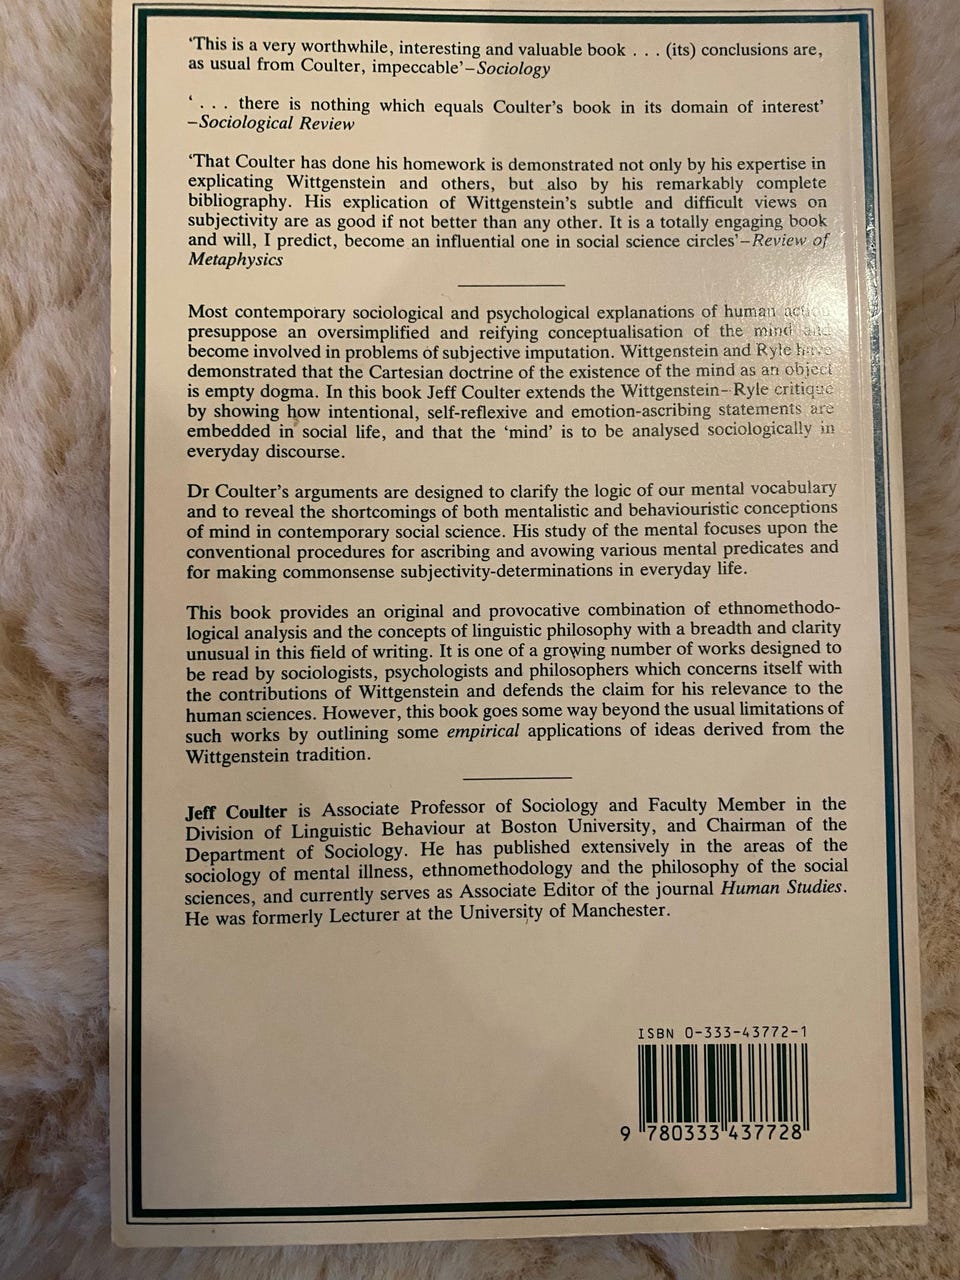 ‘This is a very worthwhile, interesting and valuable book . . . (its) conclusions are,
as usual from Coulter, impeccable’–Sociology
‘ . . . there is nothing which equals Coulter’s book in its domain of interest’
–Sociological Review
‘That Coulter has done his homework is demonstrated not only by his expertise in
explicating Wittgenstein and others, but also by his remarkably complete
bibliography. His explication of Wittgenstein’s subtle and difficult views on
subjectivity are as good if not better than any other. It is a totally engaging book
and will, I predict, become an influential one in social science circles’–Review of
Metaphysics
Most contemporary sociological and psychological explanations of human action
presuppose an oversimplified and reifying conceptualisation of the mind and
become involved in problems of subjective imputation. Wittgenstein and Ryle have
demonstrated that the Cartesian doctrine of the existence of the mind as an object
is empty dogma. In this book Jeff Coulter extends the Wittgenstein–Ryle critique
by showing how intentional, self-reflexive and emotion-ascribing statements are
embedded in social life, and that the ‘mind’ is to be analysed sociologically in
everyday discourse.
Dr Coulter’s arguments are designed to clarify the logic of our mental vocabulary
and to reveal the shortcomings of both mentalistic and behaviouristic conceptions
of mind in contemporary social science. His study of the mental focuses upon the
conventional procedures for ascribing and avowing various mental predicates and
for making commonsense subjectivity-determinations in everyday life.
This book provides an original and provocative combination of ethnomethodo-
logical analysis and the concepts of linguistic philosophy with a breadth and clarity
unusual in this field of writing. It is one of a growing number of works designed to
be read by sociologists, psychologists and philosophers which concerns itself with
the contributions of Wittgenstein and defends the claim for his relevance to the
human sciences. However, this book goes some way beyond the usual limitations of
such works by outlining some empirical applications of ideas derived from the
Wittgenstein tradition.
Jeff Coulter is Associate Professor of Sociology and Faculty Member in the
Division of Linguistic Behaviour at Boston University, and Chairman of the
Department of Sociology. He has published extensively in the areas of the
sociology of mental illness, ethnomethodology and the philosophy of the social
sciences, and currently serves as Associate Editor of the journal Human Studies.
He was formerly Lecturer at the University of Manchester.
ISBN 0-333-43772-1
9 780333 437728